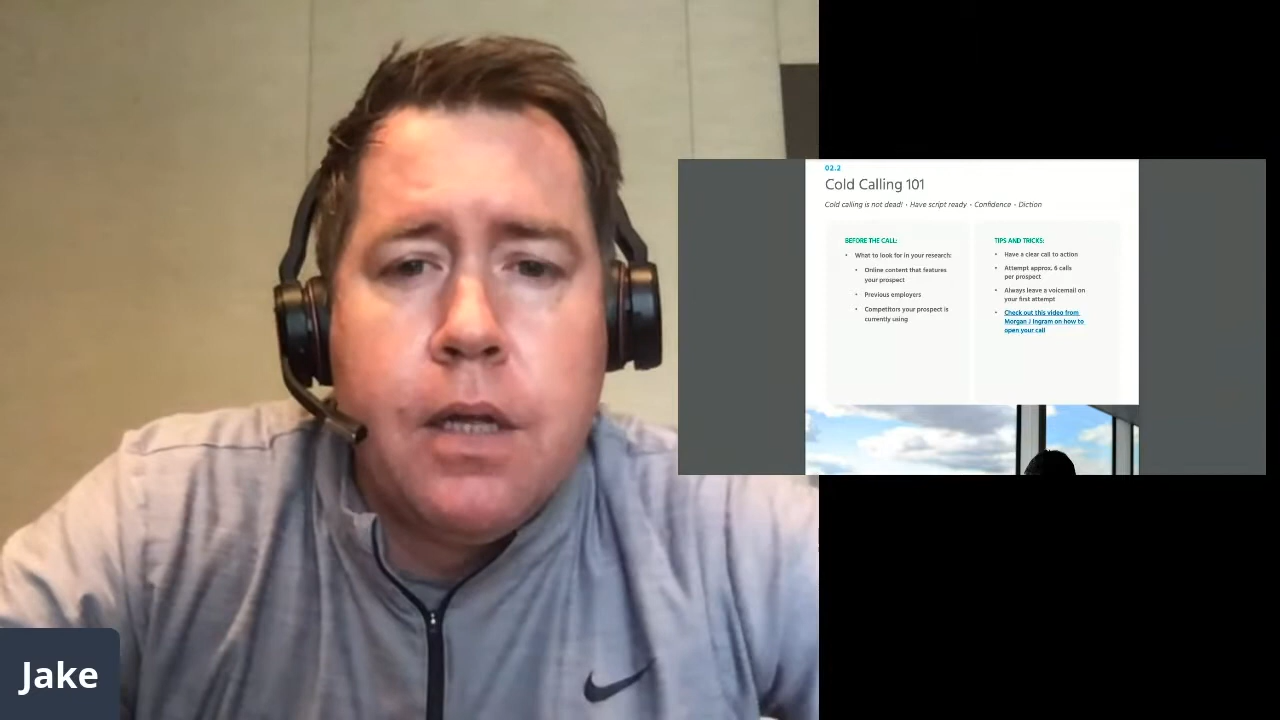 02.2
Cold Calling 101
Cold calling is not dead! • Have script ready • Confidence • Diction
BEFORE THE CALL:
• What to look for in your research:
• Online content that features
your prospect
• Previous employers
• Competitors your prospect is
currently using
TIPS AND TRICKS:
• Have a clear call to action
• Attempt approx. 6 calls
per prospect
• Always leave a voicemail on
your first attempt
• Check out this video from
Morgan J Ingram on how to
open your call
Jake